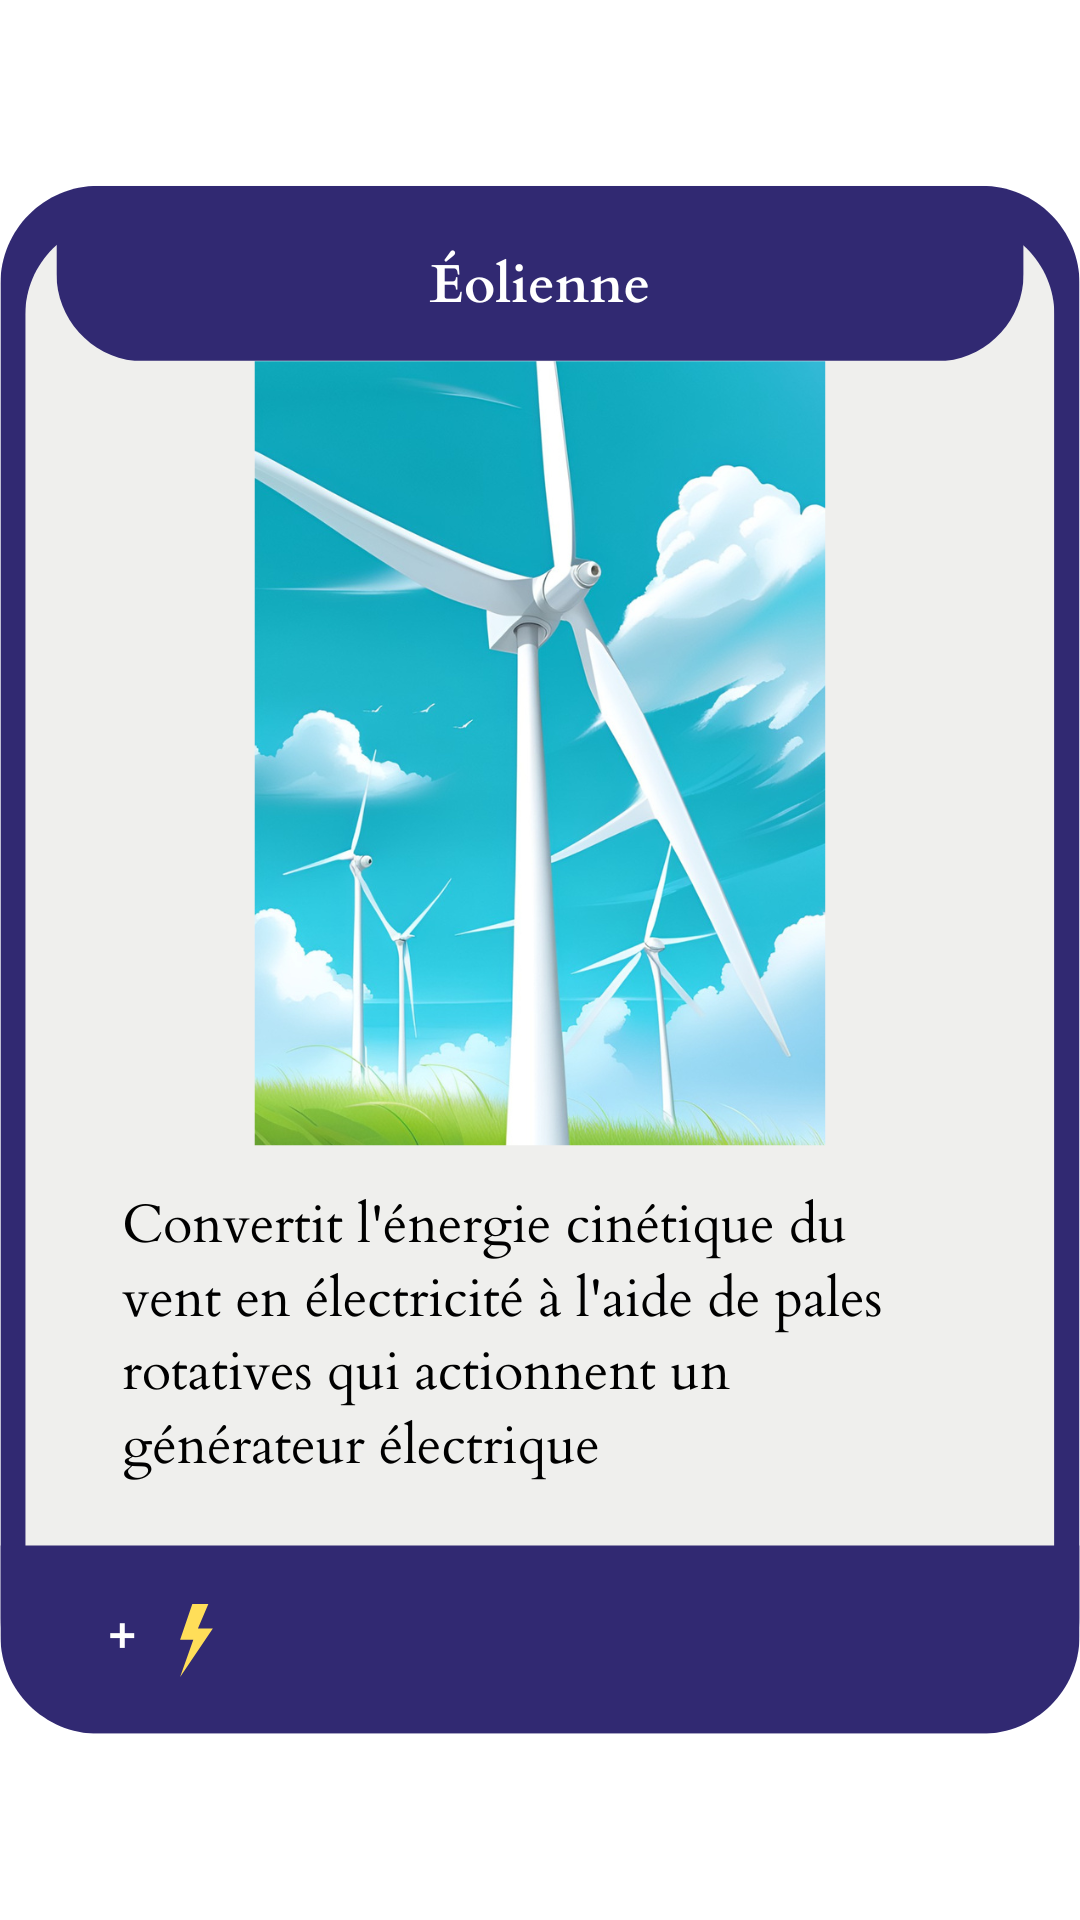 Éolienne
Convertit l'énergie cinétique du
vent en électricité à l'aide de pales
rotatives qui actionnent un
générateur électrique
+